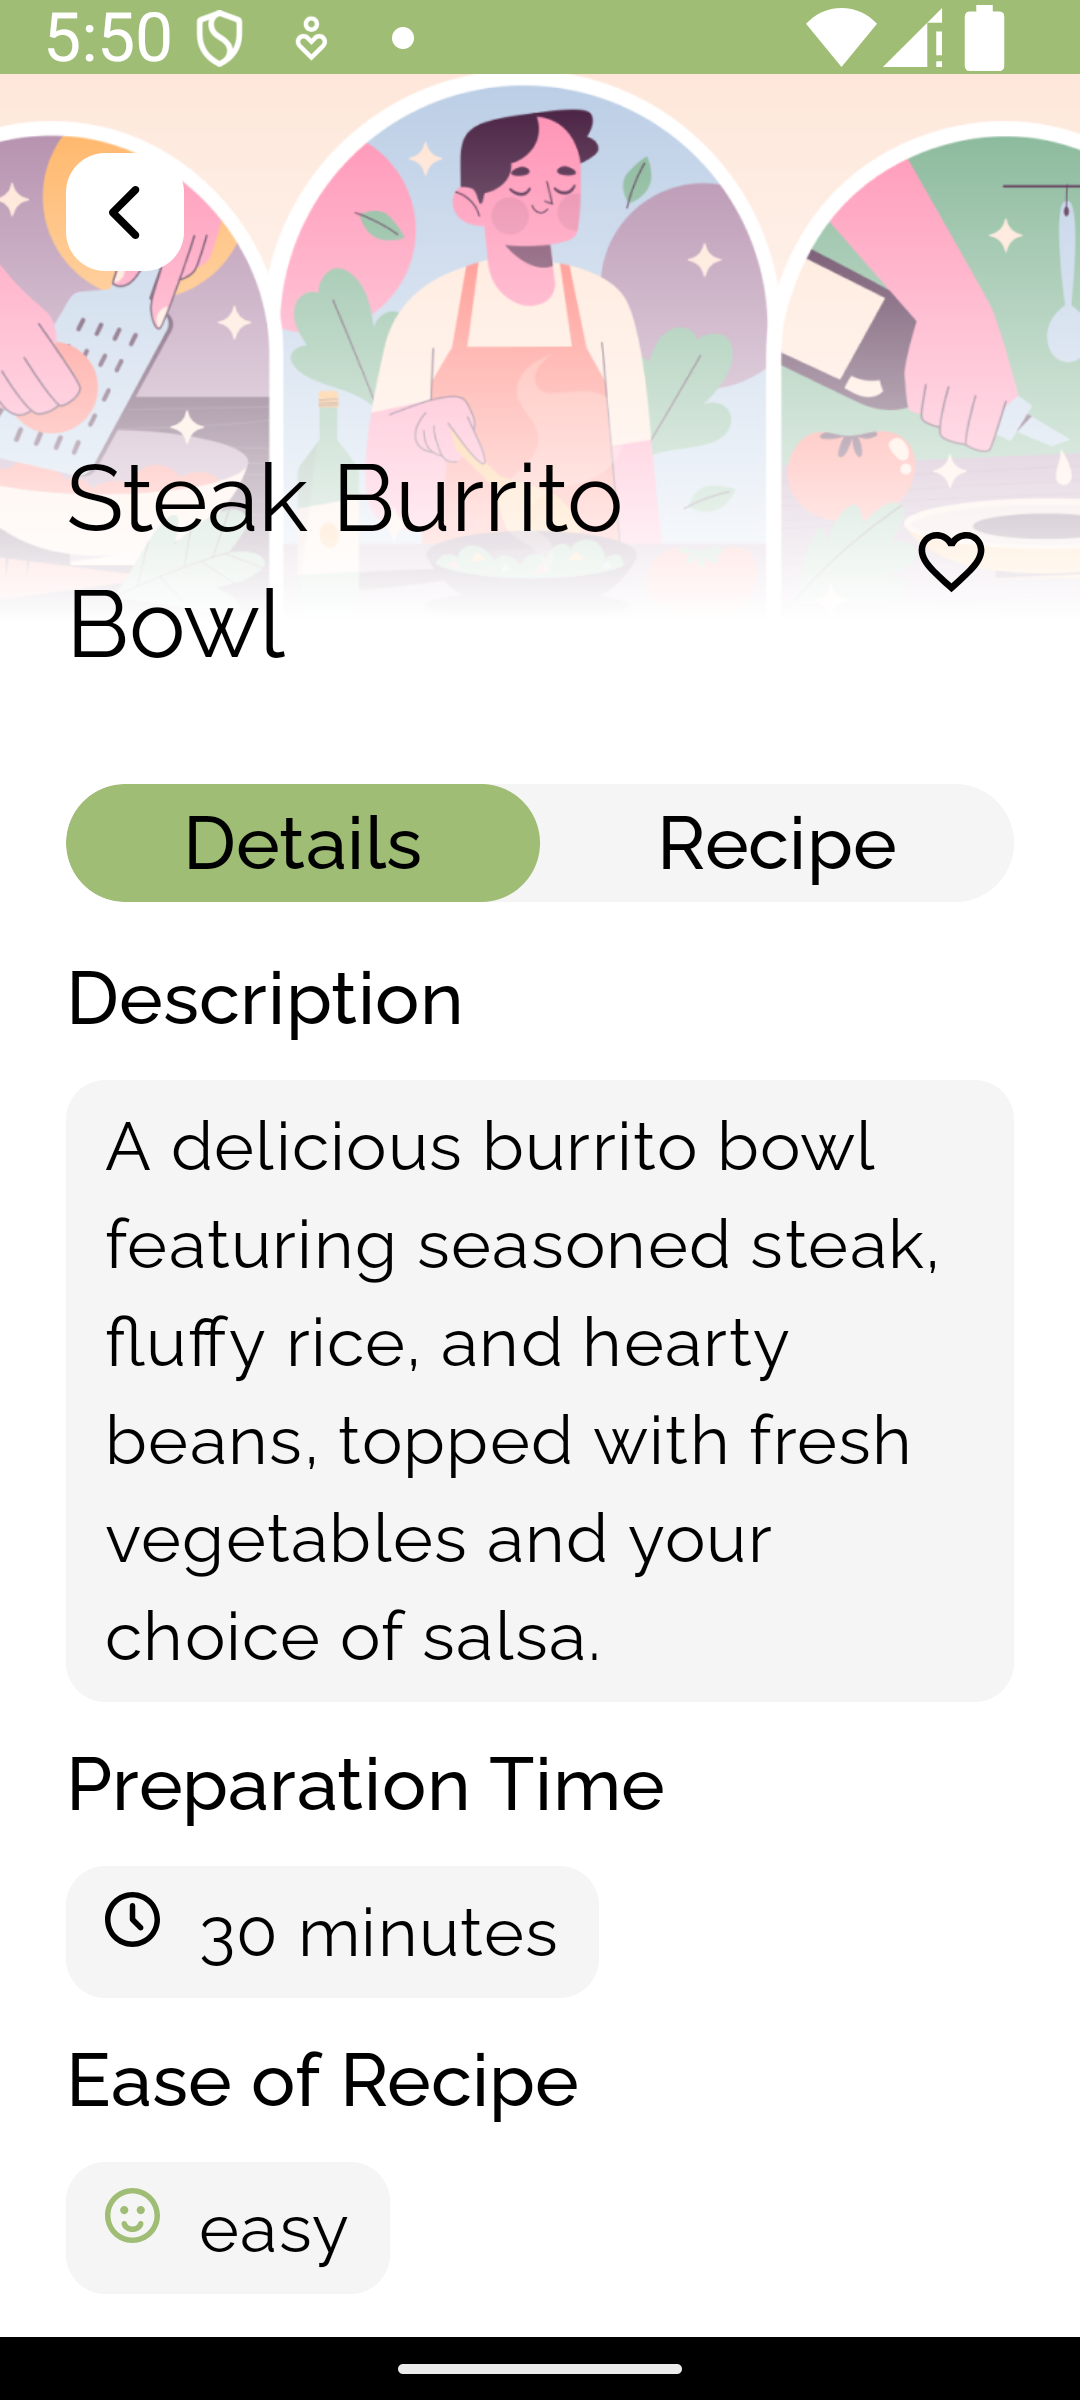 5:50
Steak Burrito
Bowl
Details
Recipe
Description
A delicious burrito bowl
featuring seasoned steak,
fluffy rice, and hearty
beans, topped with fresh
vegetables and your
choice of salsa.
Preparation Time
30 minutes
Ease of Recipe
easy